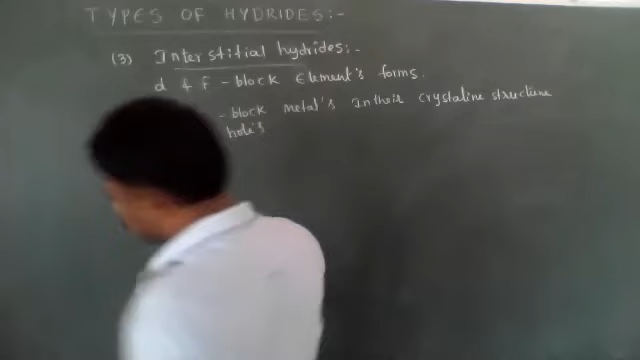 TYPES OF HYDRIDES:-
(3) Interstitial hydrides:-
d & f - block Element's forms.
- block metal's In their crystaline structure
hole's